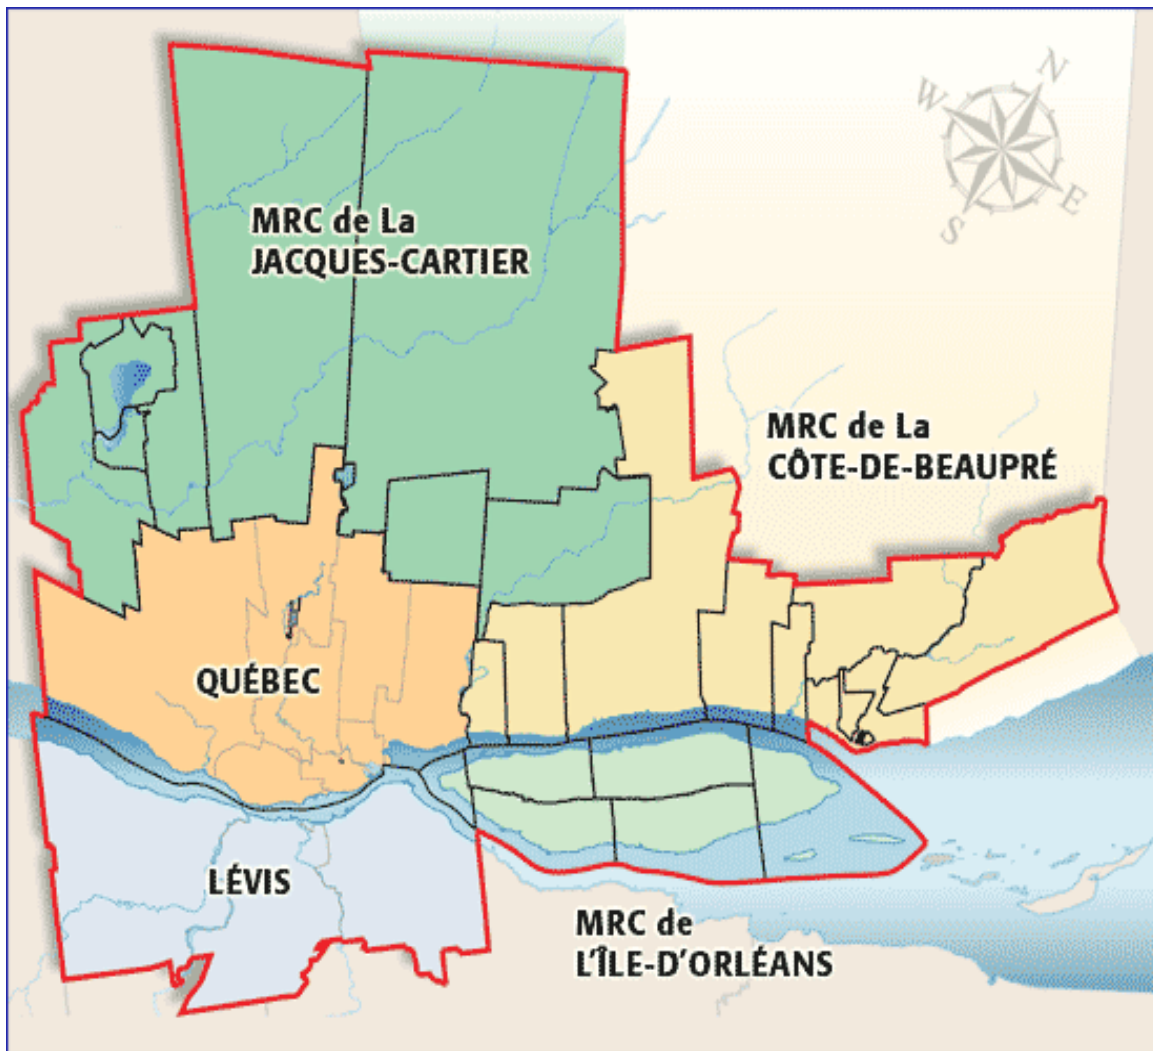 N
W
E
S
MRC de La
JACQUES-CARTIER
MRC de La
CÔTE-DE-BEAUPRÉ
QUÉBEC
LÉVIS
MRC de
L'ÎLE-D'ORLÉANS